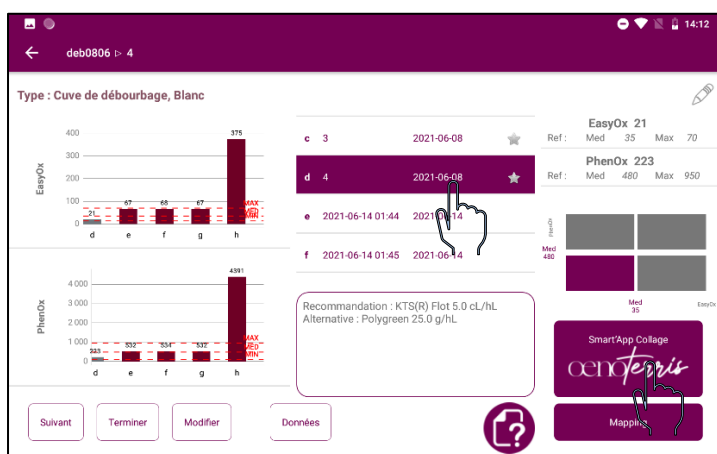 14:12
deb0806 ▷ 4
Type : Cuve de débourbage, Blanc
EasyOx
400
300
200
100
0
21
67
68
67
375
MAX
MED
MIN
d e f g h
PhenOx
4 000
3 000
2 000
1 000
0
223
532
534
532
4391
MAX
MED
MIN
d e f g h
c 3 2021-06-08
d 4 2021-06-08
e 2021-06-14 01:44 2021-06-14
f 2021-06-14 01:45 2021-06-14
Recommandation : KTS(R) Flot 5.0 cL/hL
Alternative : Polygreen 25.0 g/hL
EasyOx 21
Ref : Med 35 Max 70
PhenOx 223
Ref : Med 480 Max 950
PhenOx
Med
480
Med
35
EasyOx
Smart'App Collage
œnoterris
Mapping
Suivant
Terminer
Modifier
Données
?